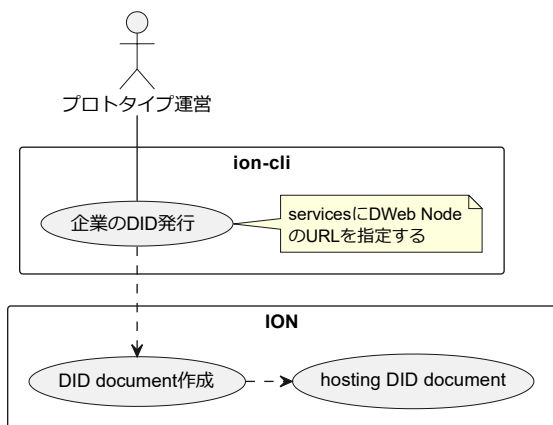 プロトタイプ運営
ion-cli
企業のDID発行
servicesにDWeb Node
のURLを指定する
ION
DID document作成
hosting DID document